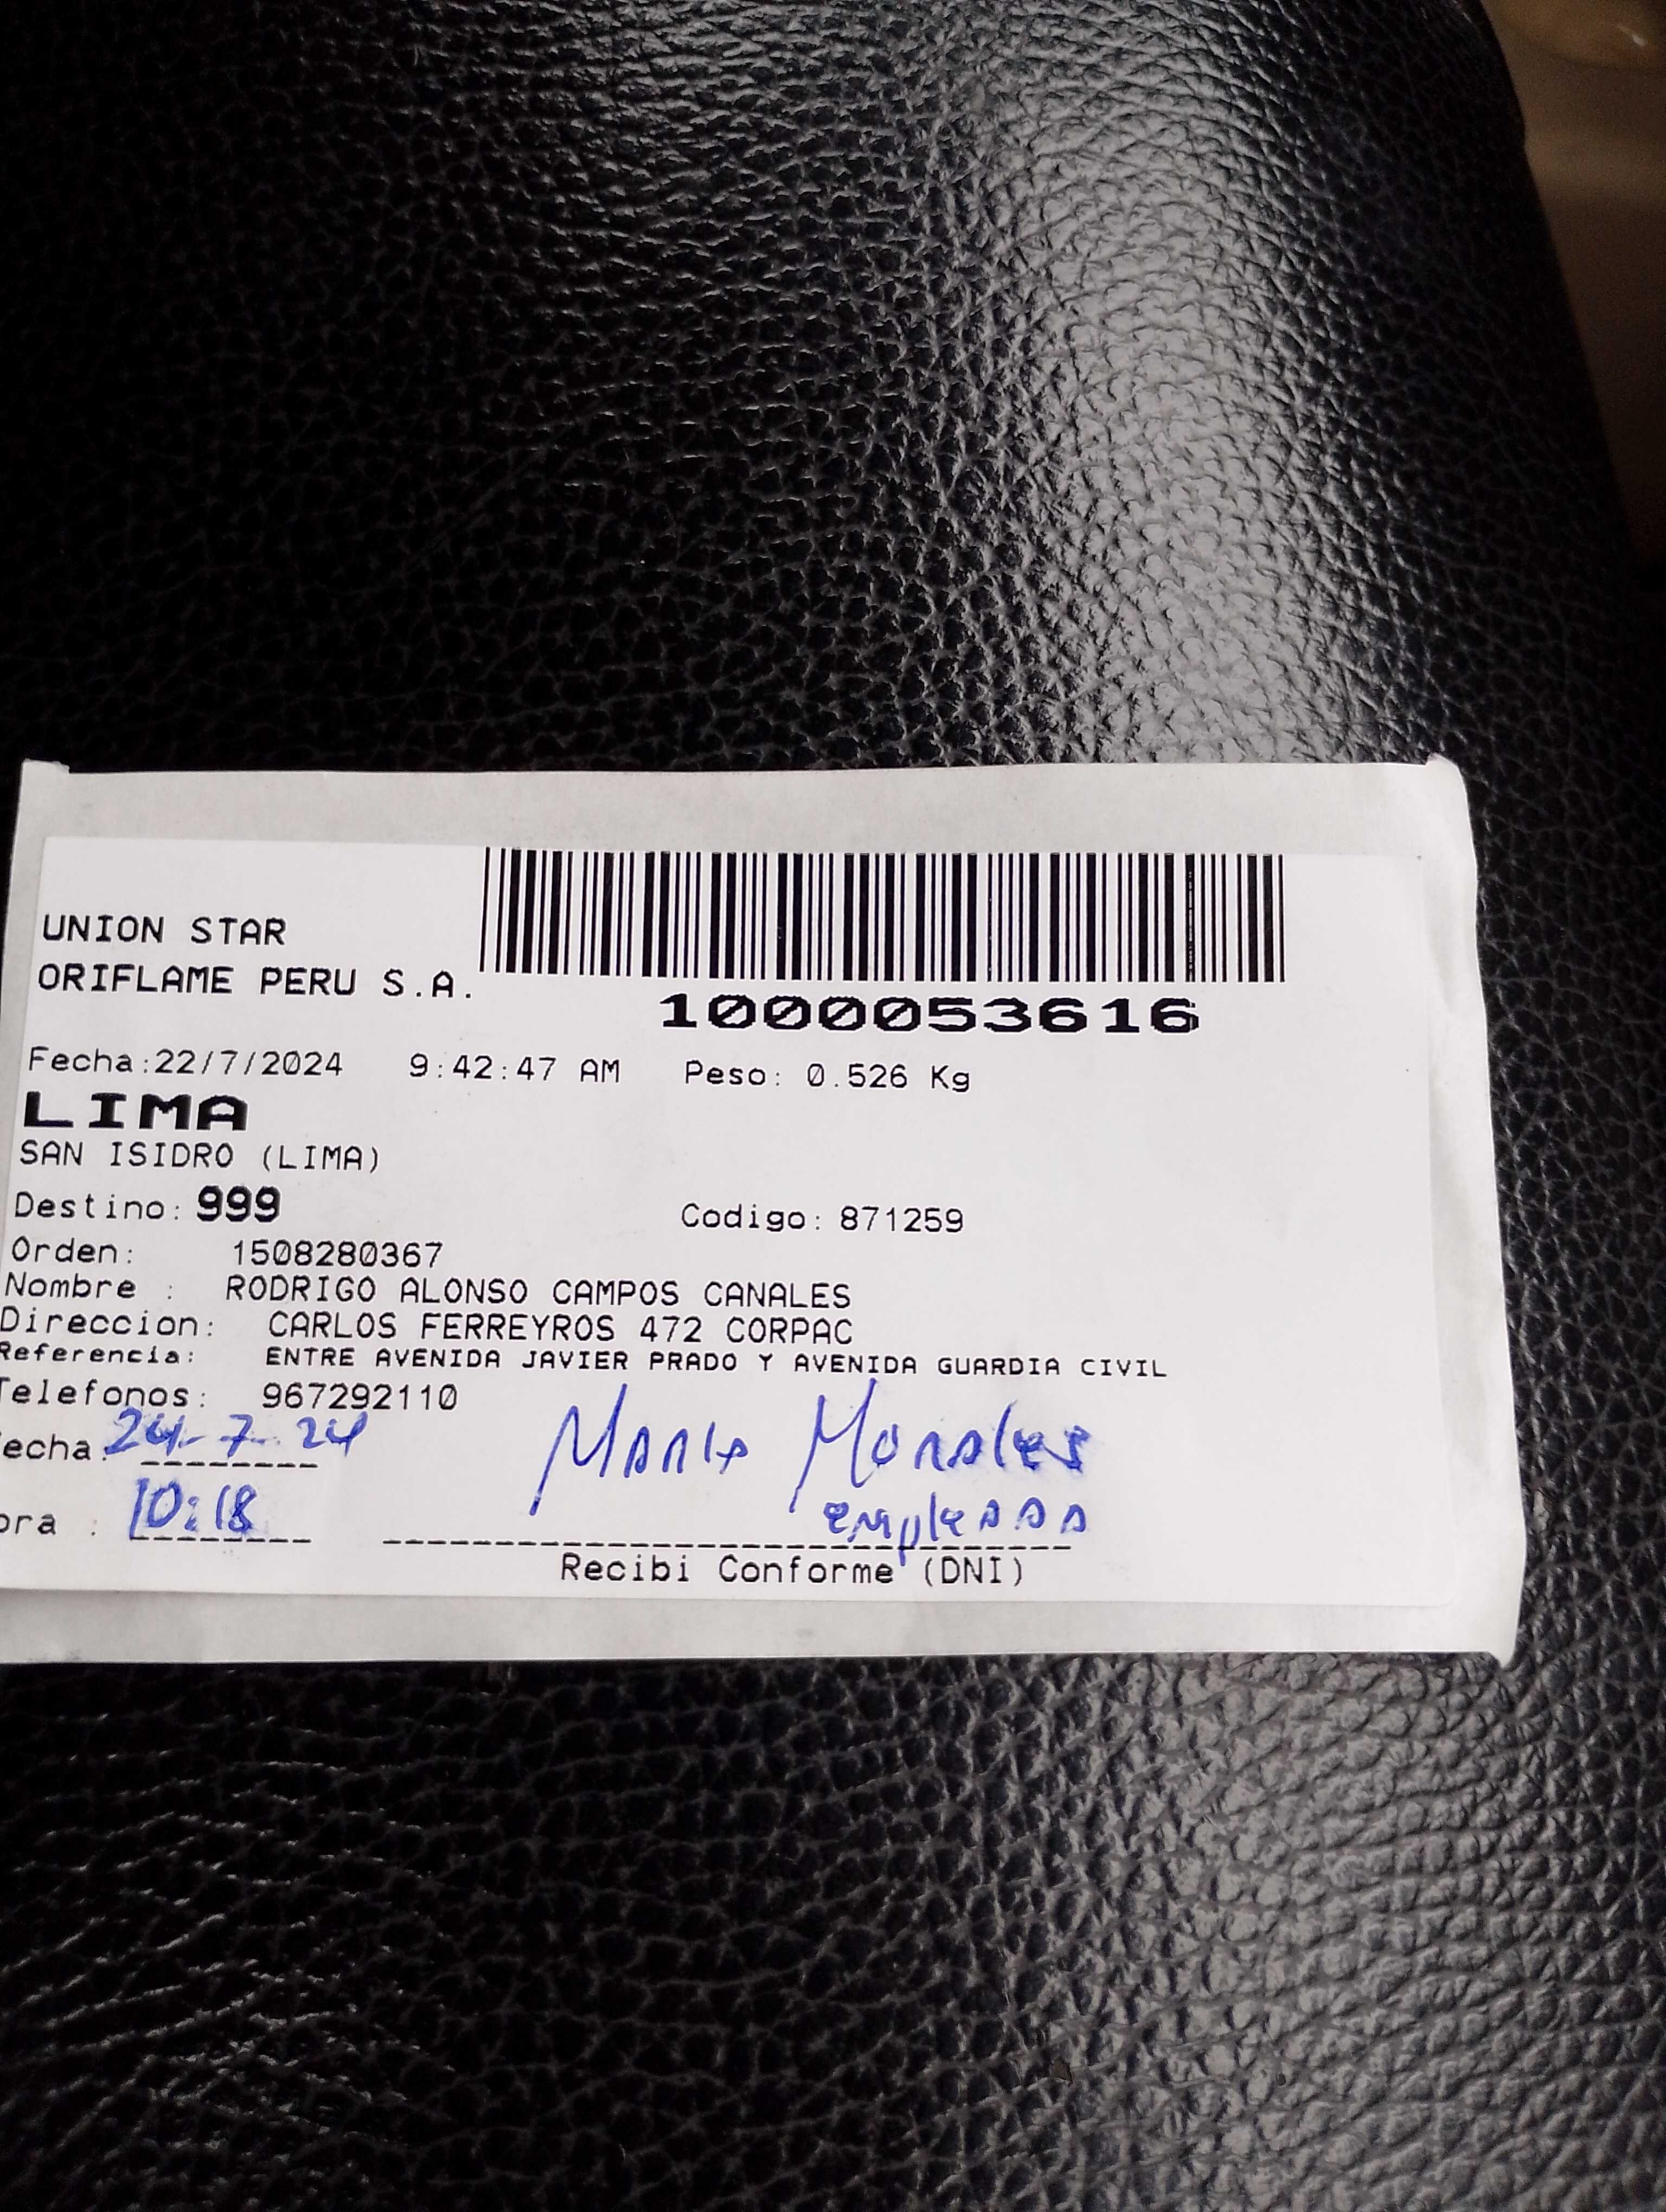 UNION STAR
ORIFLAME PERU S.A.
1000053616
Fecha:22/7/2024 9:42:47 AM Peso: 0.526 Kg
LIMA
SAN ISIDRO (LIMA)
Destino: 999 Codigo: 871259
Orden: 1508280367
Nombre : RODRIGO ALONSO CAMPOS CANALES
Direccion: CARLOS FERREYROS 472 CORPAC
Referencia: ENTRE AVENIDA JAVIER PRADO Y AVENIDA GUARDIA CIVIL
Telefonos: 967292110
echa: 24-7-24 Morales
ora : 10:18 empleada
Recibi Conforme (DNI)